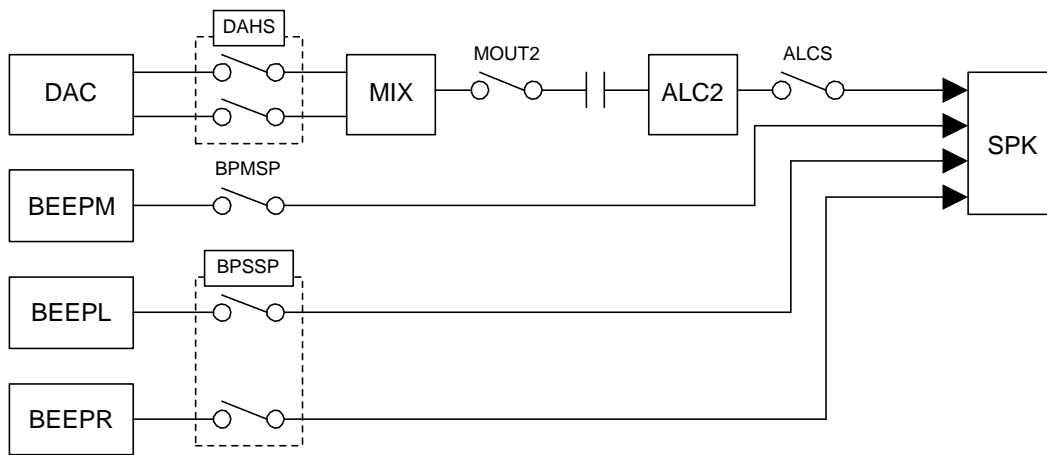 DAHS
MOUT2
ALCS
DAC
MIX
ALC2
SPK
BPMSP
BEEPM
BPSSP
BEEPL
BEEPR